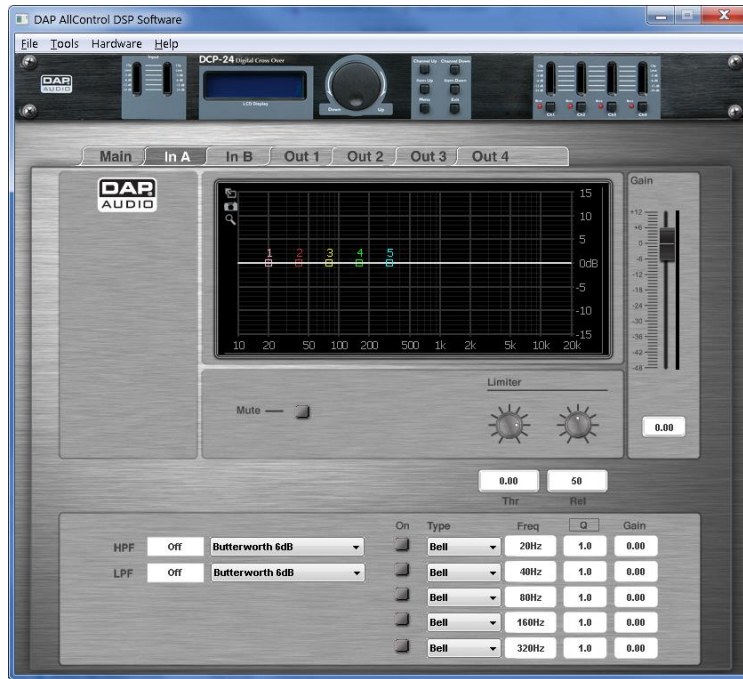 DAP AllControl DSP Software
File Tools Hardware Help
DAP AUDIO
Input
DCP-24 Digital Cross Over
LCD Display
Down Up
Channel Up Channel Down
Gain Up Gain Down
Menu Exit
Ch1 Ch2 Ch3 Ch4
Main In A In B Out 1 Out 2 Out 3 Out 4
DAP AUDIO
15
10
5
0dB
-5
-10
-15
1 2 3 4 5
10 20 50 100 200 500 1k 2k 5k 10k 20k
Gain
+12
+6
0
-6
-12
-18
-24
-30
-36
-42
-48
0.00
Mute
Limiter
0.00 50
Thr Rel
On Type Freq Q Gain
HPF Off Butterworth 6dB Bell 20Hz 1.0 0.00
LPF Off Butterworth 6dB Bell 40Hz 1.0 0.00
Bell 80Hz 1.0 0.00
Bell 160Hz 1.0 0.00
Bell 320Hz 1.0 0.00